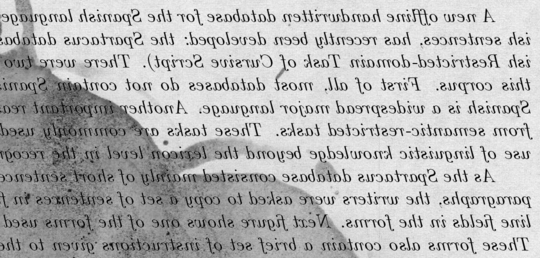 A new offline handwritten database for the Spanish language
ish sentences, has recently been developed: the Spartacus databas
ish Restricted-domain Task of Cursive Script). There were two
this corpus. First of all, most databases do not contain Spani
Spanish is a widespread major language. Another important rea
from semantic-restricted tasks. These tasks are commonly used
use of linguistic knowledge beyond the lexicon level in the recogn
As the Spartacus database consisted mainly of short sentence
paragraphs, the writers were asked to copy a set of sentences in f
line fields in the forms. Next figure shows one of the forms used
These forms also contain a brief set of instructions given to the